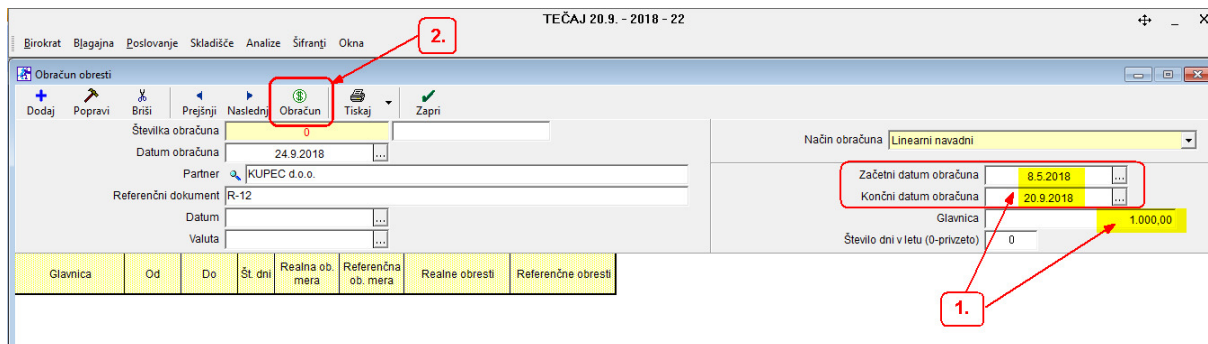 TEČAJ 20.9. - 2018 - 22
2.
Birokrat Blagajna Poslovanje Skladišče Analize Šifranti Okna
Obračun obresti
Dodaj Popravi Briši Prejšnji Naslednji Obračun Tiskaj Zapri
Številka obračuna 0
Način obračuna Linearni navadni
Datum obračuna 24.9.2018 ...
Partner KUPEC d.o.o.
Začetni datum obračuna 8.5.2018 ...
Referenčni dokument R-12
Končni datum obračuna 20.9.2018 ...
Datum ...
Glavnica 1.000,00
Valuta ...
Število dni v letu (0-privzeto) 0
Glavnica Od Do Št. dni Realna ob. mera Referenčna ob. mera Realne obresti Referenčne obresti
1.